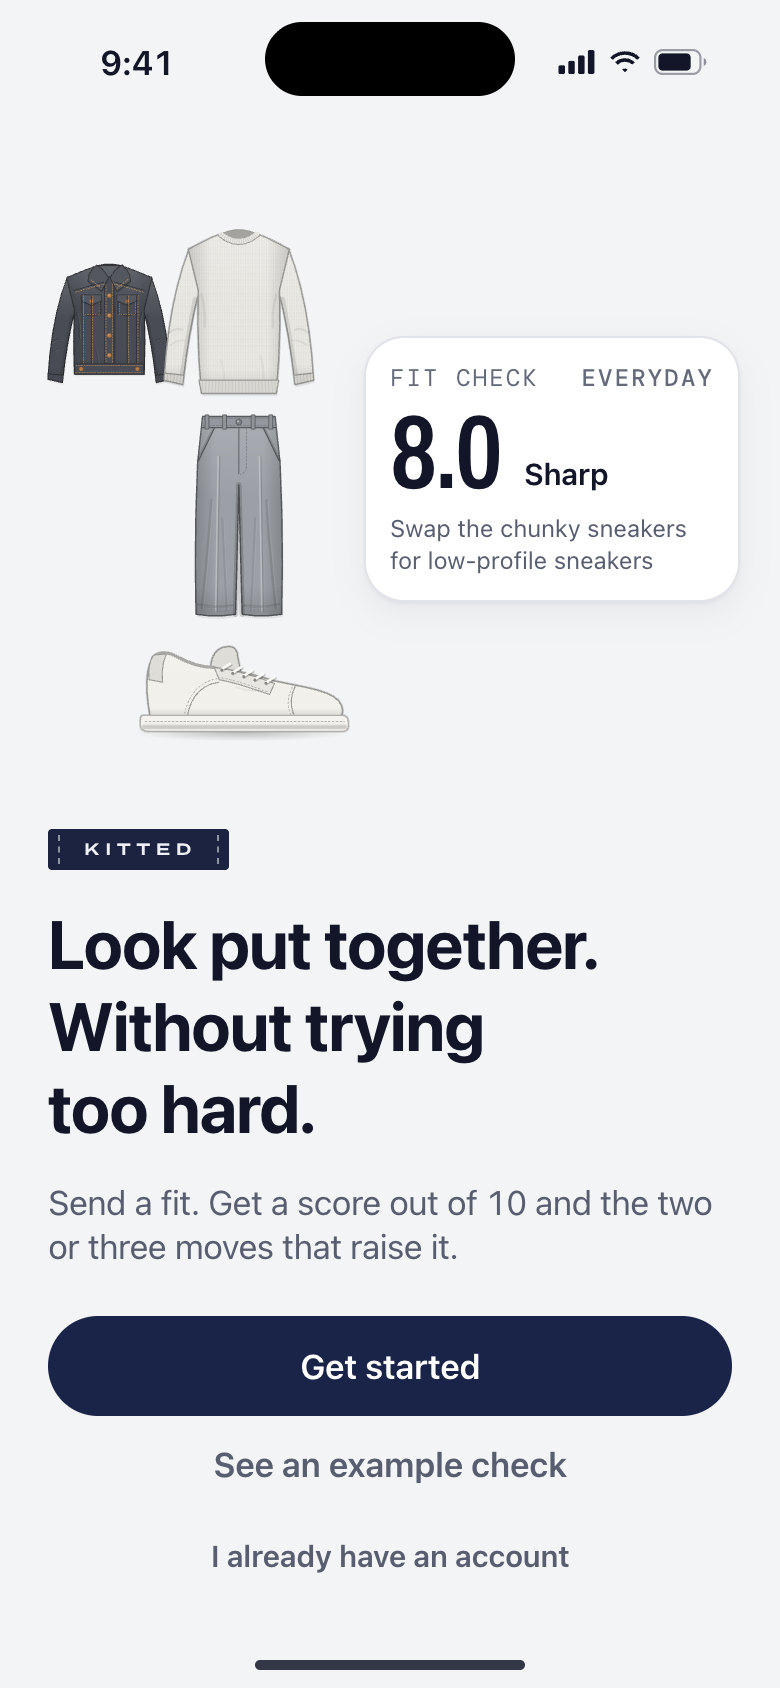 9:41
FIT CHECK EVERYDAY
8.0 Sharp
Swap the chunky sneakers
for low-profile sneakers
KITTED
Look put together.
Without trying
too hard.
Send a fit. Get a score out of 10 and the two
or three moves that raise it.
Get started
See an example check
I already have an account